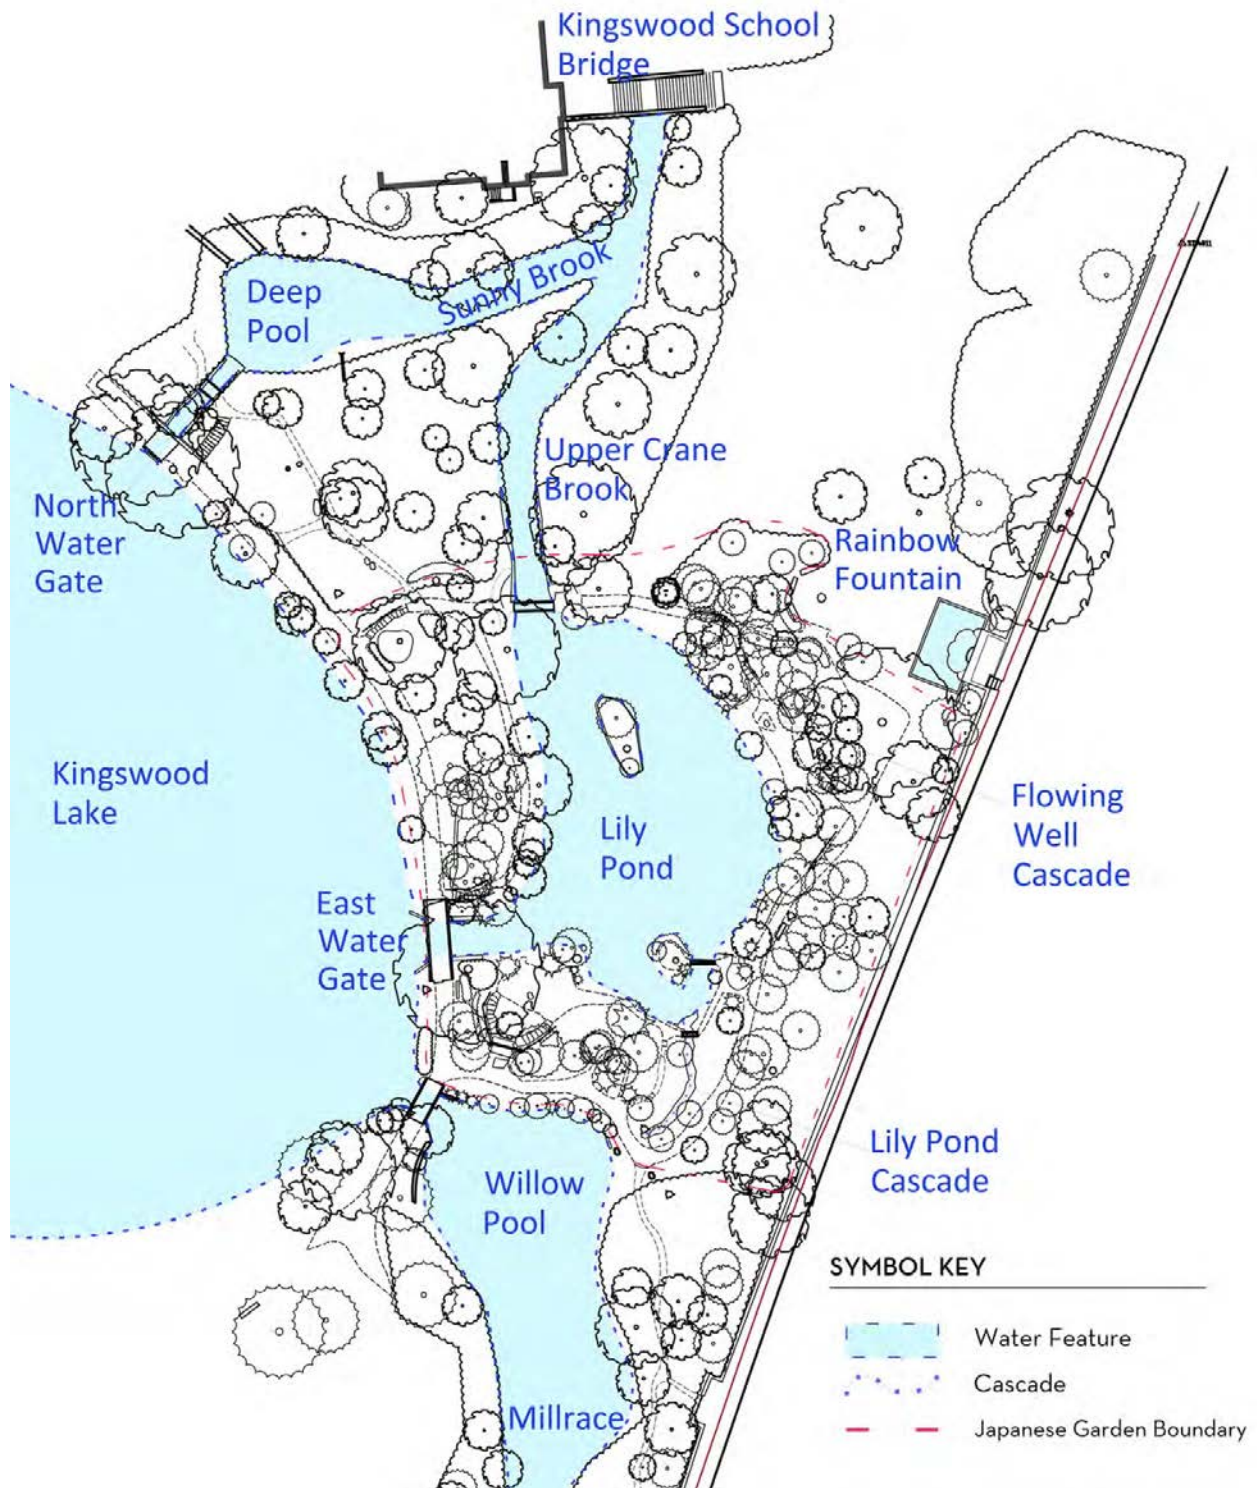 Kingswood School
Bridge
Deep
Pool
Sunny Brook
Upper Crane
Brook
North
Water
Gate
Rainbow
Fountain
Kingswood
Lake
Lily
Pond
Flowing
Well
Cascade
East
Water
Gate
Lily Pond
Cascade
Willow
Pool
Millrace
SYMBOL KEY
Water Feature
Cascade
Japanese Garden Boundary